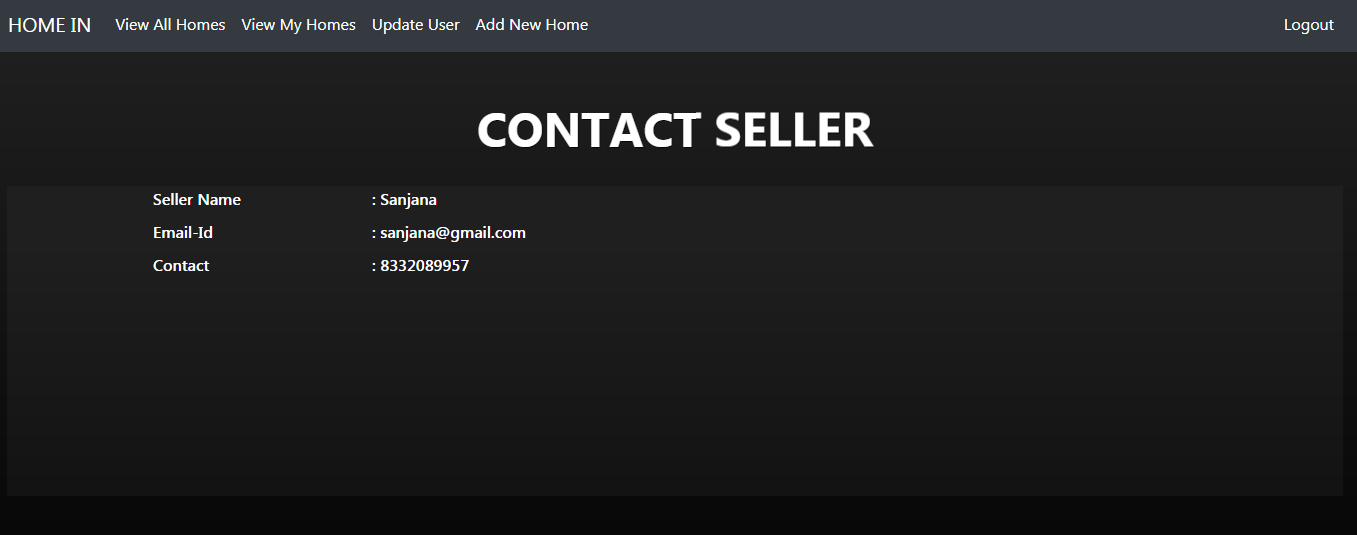 HOME IN View All Homes View My Homes Update User Add New Home Logout
CONTACT SELLER
Seller Name : Sanjana
Email-Id : sanjana@gmail.com
Contact : 8332089957